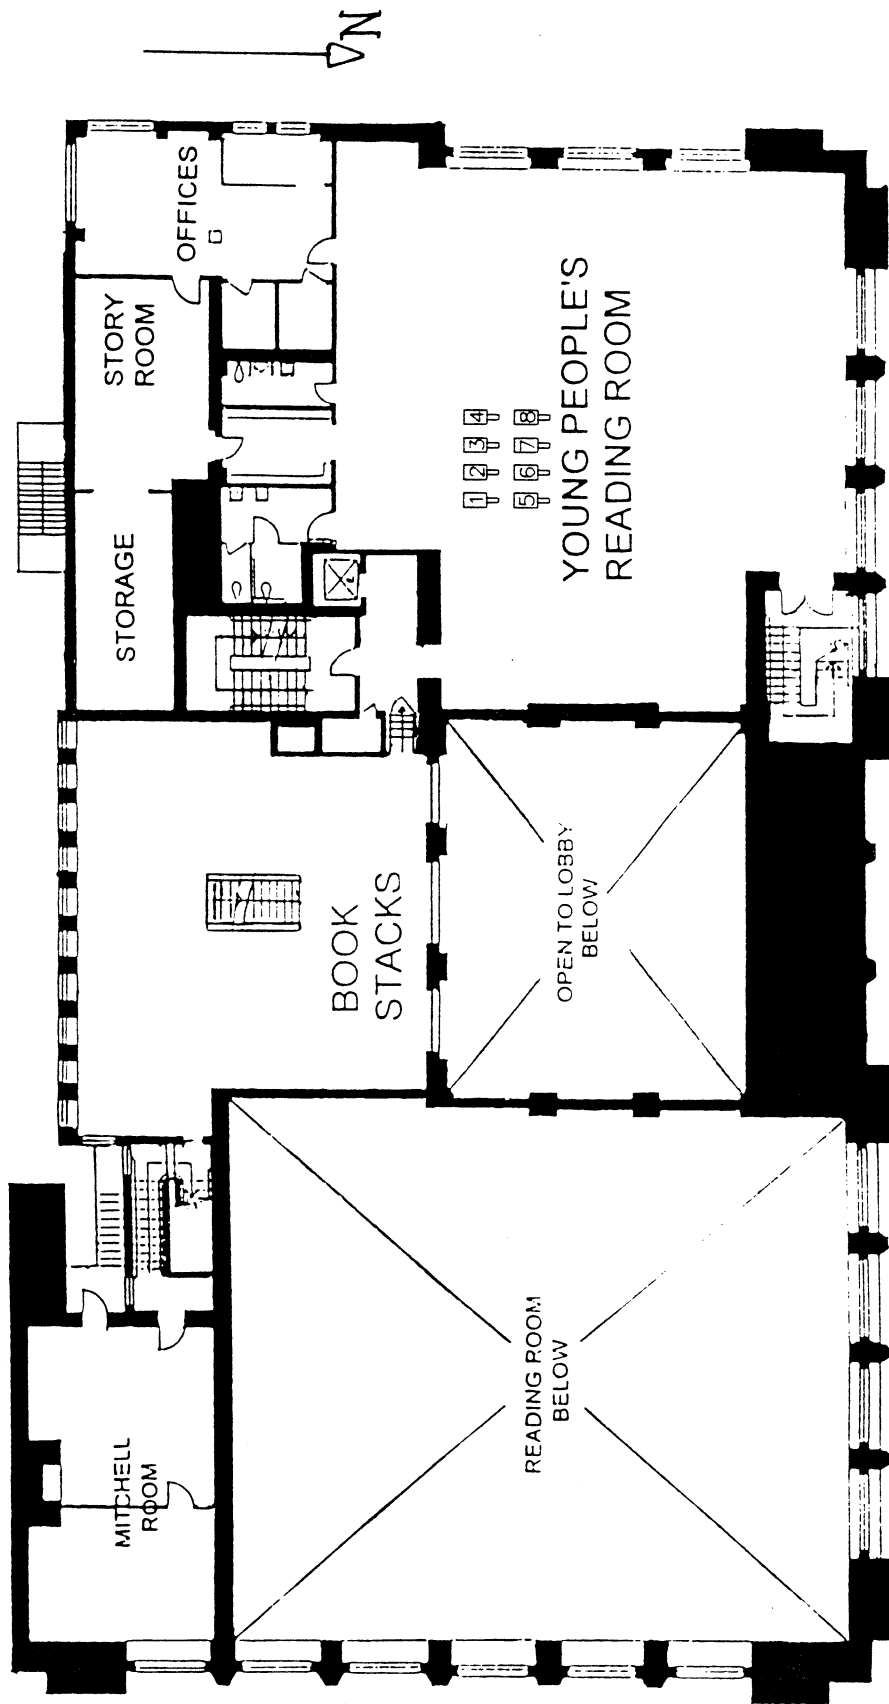 N
OFFICES
STORY
ROOM
STORAGE
1 2 3 4
5 6 7 8
YOUNG PEOPLE'S
READING ROOM
BOOK
STACKS
OPEN TO LOBBY
BELOW
MITCHELL
ROOM
READING ROOM
BELOW